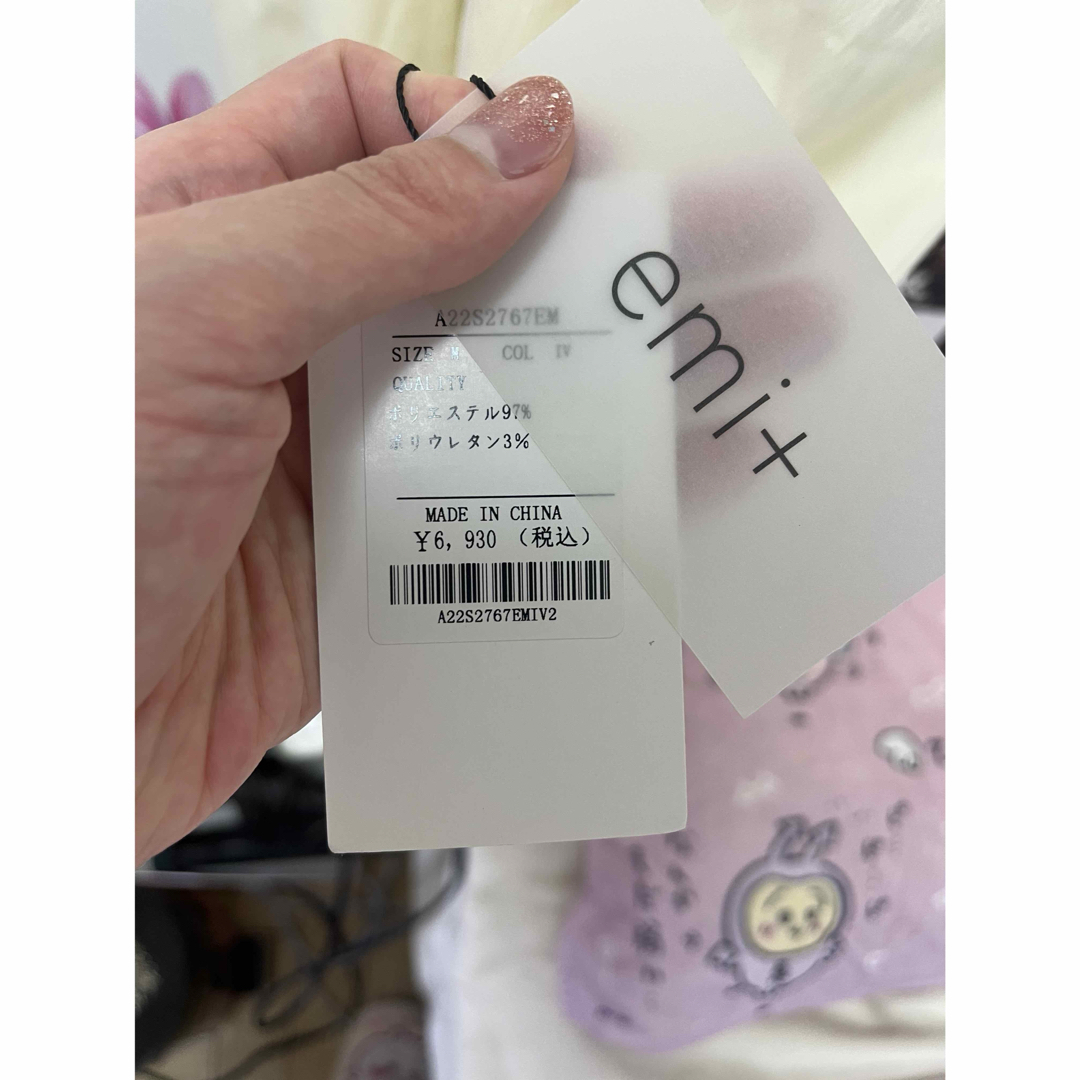 emi+
A22S2767EM
SIZE M COL IV
QUALITY
ポリエステル97%
ポリウレタン3%
MADE IN CHINA
¥6,930 (税込)
A22S2767EMIV2